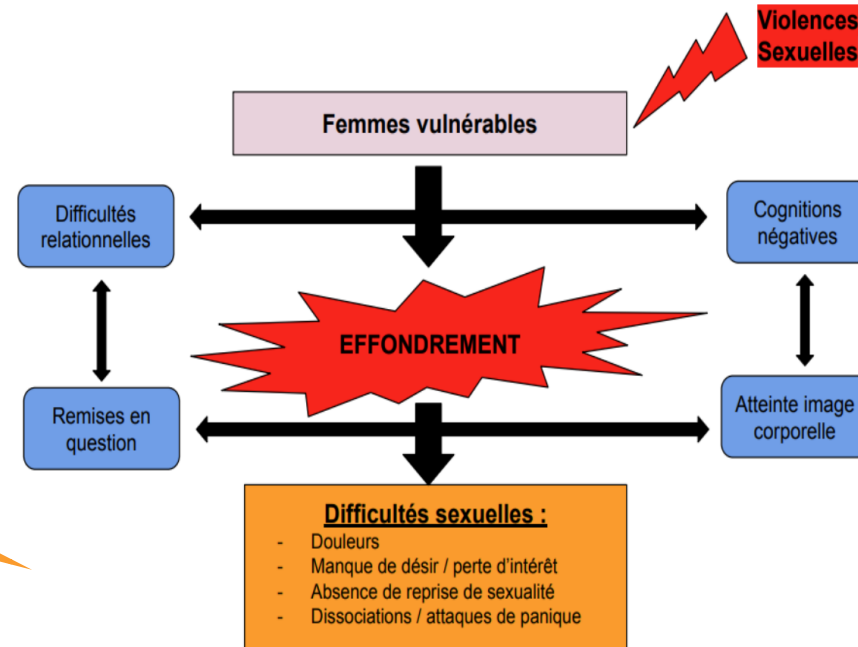 Violences
Sexuelles
Femmes vulnérables
Difficultés
relationnelles
Cognitions
négatives
EFFONDREMENT
Remises en
question
Atteinte image
corporelle
Difficultés sexuelles :
- Douleurs
- Manque de désir / perte d'intérêt
- Absence de reprise de sexualité
- Dissociations / attaques de panique